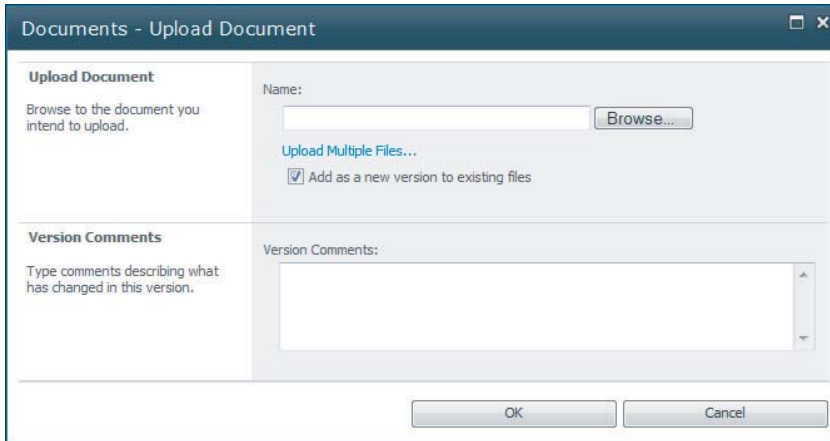 Documents - Upload Document
Upload Document
Browse to the document you
intend to upload.
Name:
Browse...
Upload Multiple Files...
Add as a new version to existing files
Version Comments
Type comments describing what
has changed in this version.
Version Comments:
OK
Cancel